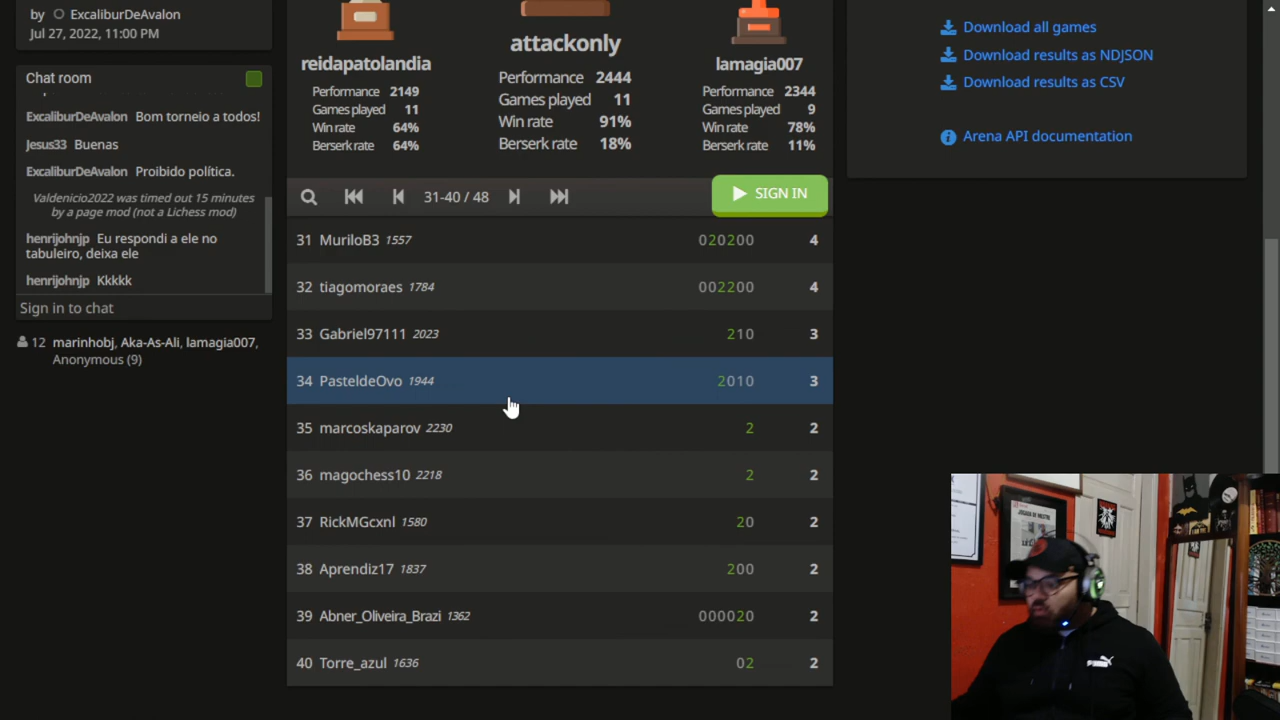 by ExcaliburDeAvalon
Jul 27, 2022, 11:00 PM
Chat room
ExcaliburDeAvalon Bom torneio a todos!
Jesus33 Buenas
ExcaliburDeAvalon Proibido política.
Valdenicio2022 was timed out 15 minutes
by a page mod (not a Lichess mod)
henrijohnjp Eu respondi a ele no
tabuleiro, deixa ele
henrijohnjp Kkkkk
Sign in to chat
12 marinhobj, Aka-As-Ali, lamagia007,
Anonymous (9)
reidapatolandia
Performance 2149
Games played 11
Win rate 64%
Berserk rate 64%
attackonly
Performance 2444
Games played 11
Win rate 91%
Berserk rate 18%
lamagia007
Performance 2344
Games played 9
Win rate 78%
Berserk rate 11%
31-40 / 48
SIGN IN
31 MuriloB3 1557 020200 4
32 tiagomoraes 1784 002200 4
33 Gabriel97111 2023 210 3
34 PasteldeOvo 1944 2010 3
35 marcoskaparov 2230 2 2
36 magochess10 2218 2 2
37 RickMGcxnl 1580 20 2
38 Aprendiz17 1837 200 2
39 Abner_Oliveira_Brazi 1362 000020 2
40 Torre_azul 1636 02 2
Download all games
Download results as NDJSON
Download results as CSV
Arena API documentation